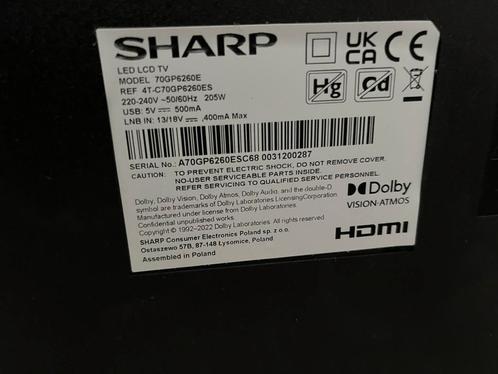 SHARP
LED LCD TV
MODEL 70GP6260E
REF 4T-C70GP6260ES
220-240V ~50/60Hz 205W
USB: 5V ⎓ 500mA
LNB IN: 13/18V ⎓ ,400mA Max
UK
CA
CE
Hg
Cd
SERIAL No.: A70GP6260ESC68 0031200287
CAUTION: TO PREVENT ELECTRIC SHOCK, DO NOT REMOVE COVER.
NO-USER SERVICEABLE PARTS INSIDE.
REFER SERVICING TO QUALIFIED SERVICE PERSONNEL.
Dolby, Dolby Vision, Dolby Atmos, Dolby Audio, and the double-D
symbol are trademarks of Dolby Laboratories LicensingCorporation.
Manufactured under license from Dolby Laboratories.
Confidential unpublished works.
Copyright © 1992-2022 Dolby Laboratories. All rights reserved.
Dolby
VISION·ATMOS
SHARP Consumer Electronics Poland sp. z o.o.
Ostaszewo 57B, 87-148 Łysomice, Poland
Assembled in Poland
HDMI